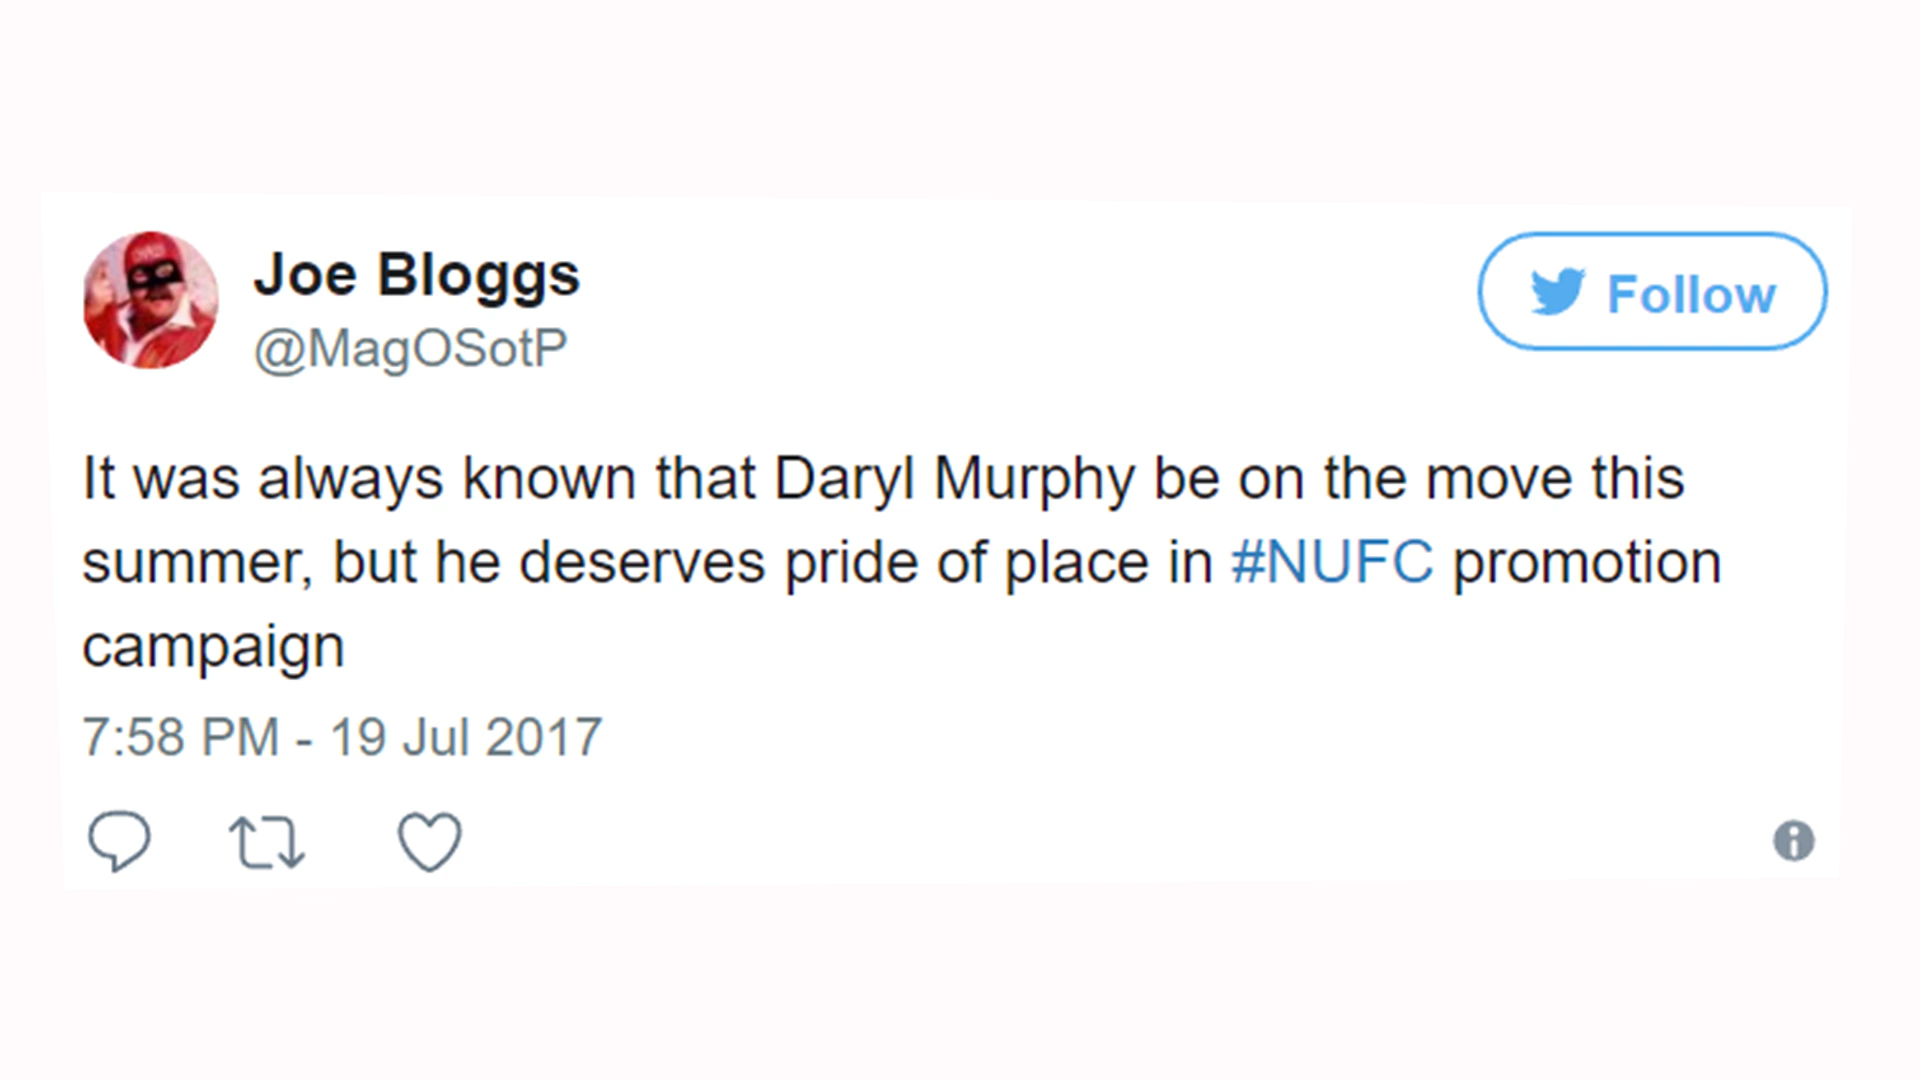 Joe Bloggs
@MagOSotP
Follow
It was always known that Daryl Murphy be on the move this
summer, but he deserves pride of place in #NUFC promotion
campaign
7:58 PM - 19 Jul 2017